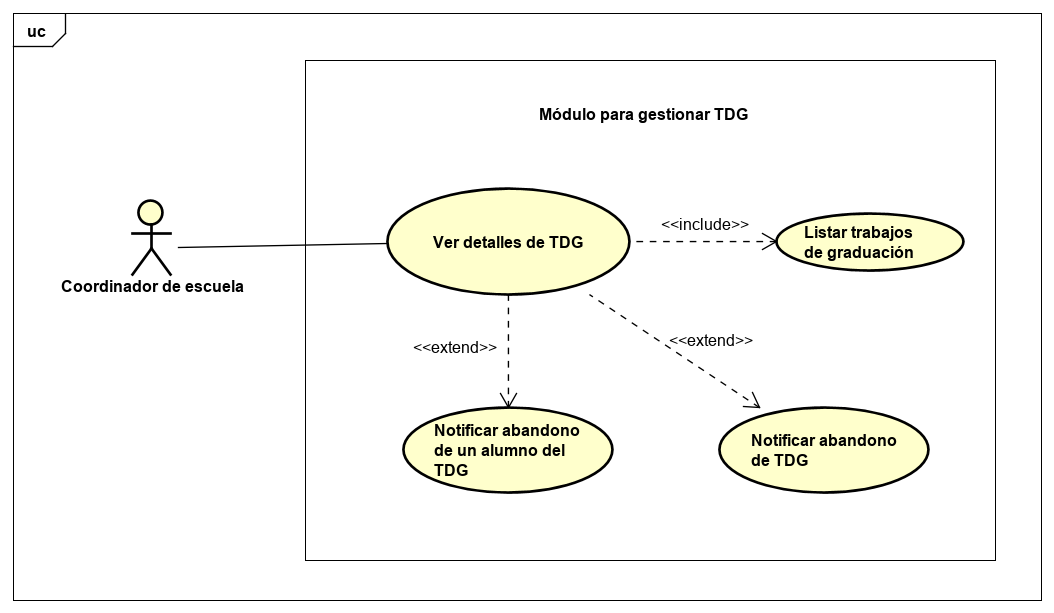 uc
Módulo para gestionar TDG
Coordinador de escuela
Ver detalles de TDG
<<include>>
Listar trabajos
de graduación
<<extend>>
<<extend>>
Notificar abandono
de un alumno del
TDG
Notificar abandono
de TDG